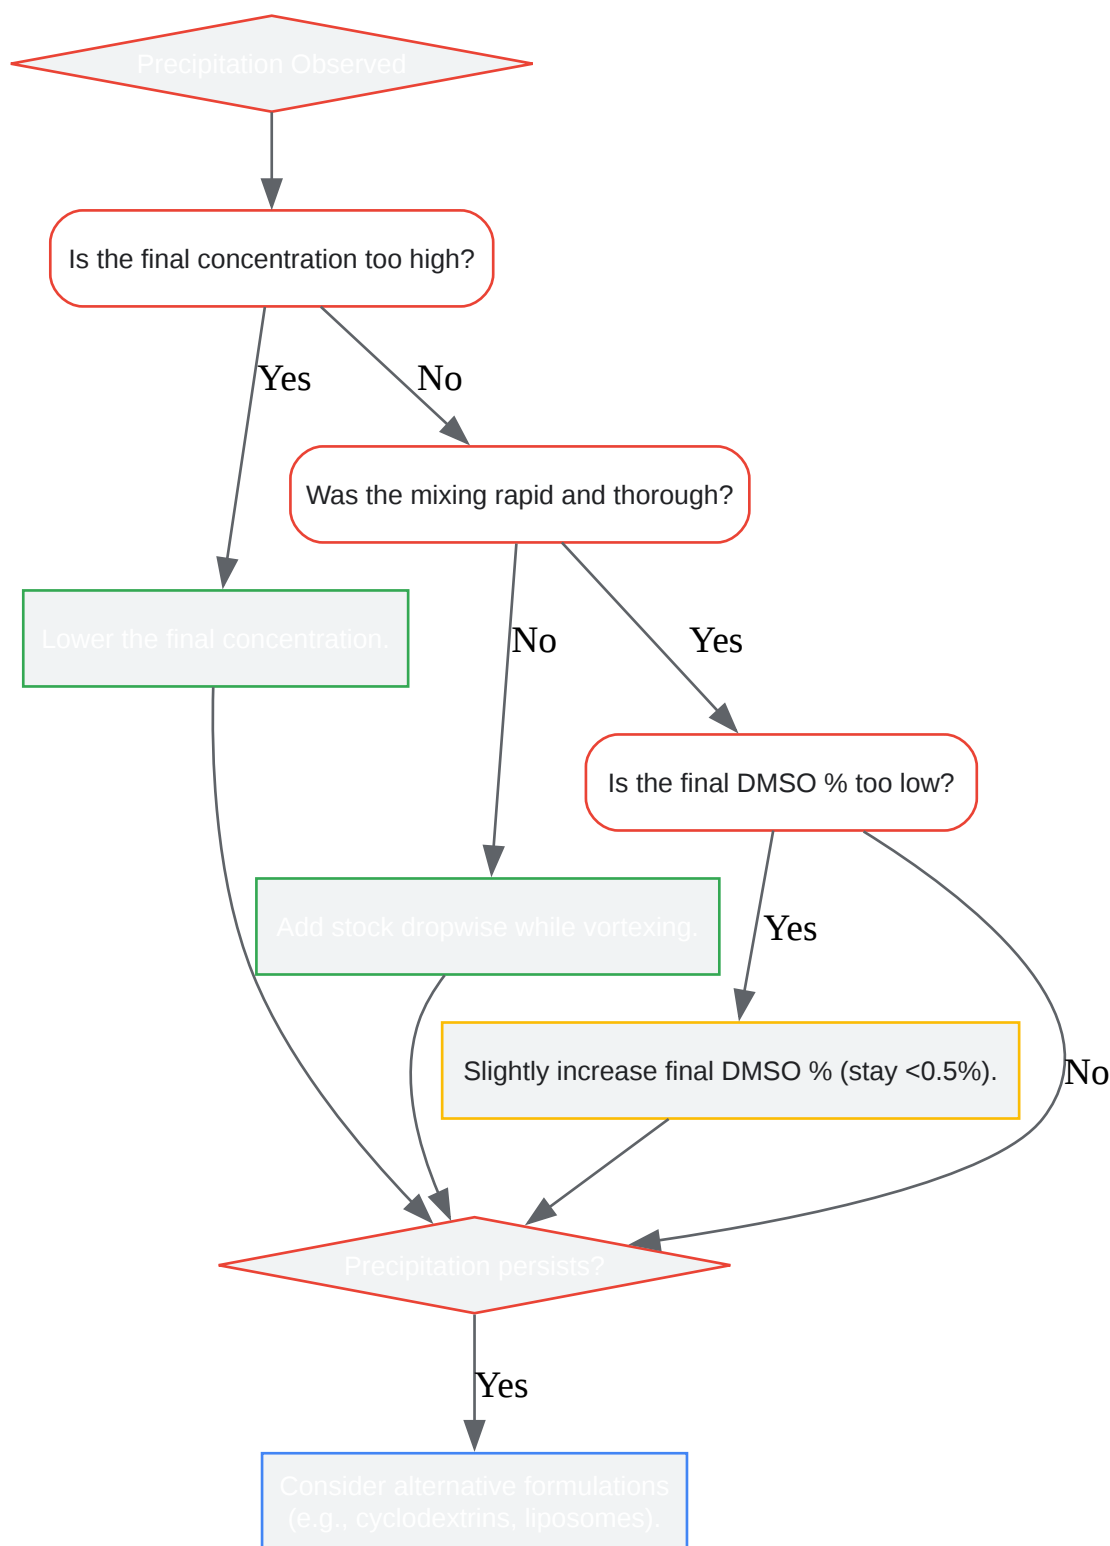 Precipitation Observed
Is the final concentration too high?
Yes
No
Was the mixing rapid and thorough?
Lower the final concentration.
No
Yes
Is the final DMSO % too low?
Add stock dropwise while vortexing.
Yes
Slightly increase final DMSO % (stay <0.5%).
No
Precipitation persists?
Yes
Consider alternative formulations
(e.g., cyclodextrins, liposomes).